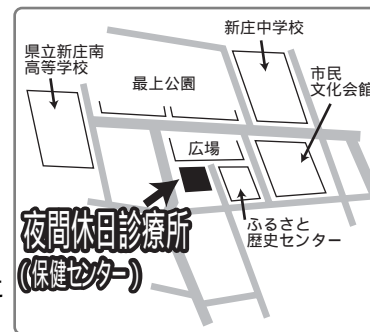 新庄中学校
県立新庄南
高等学校
最上公園
市民
文化会館
広場
夜間休日診療所
(保健センター)
ふるさと
歴史センター